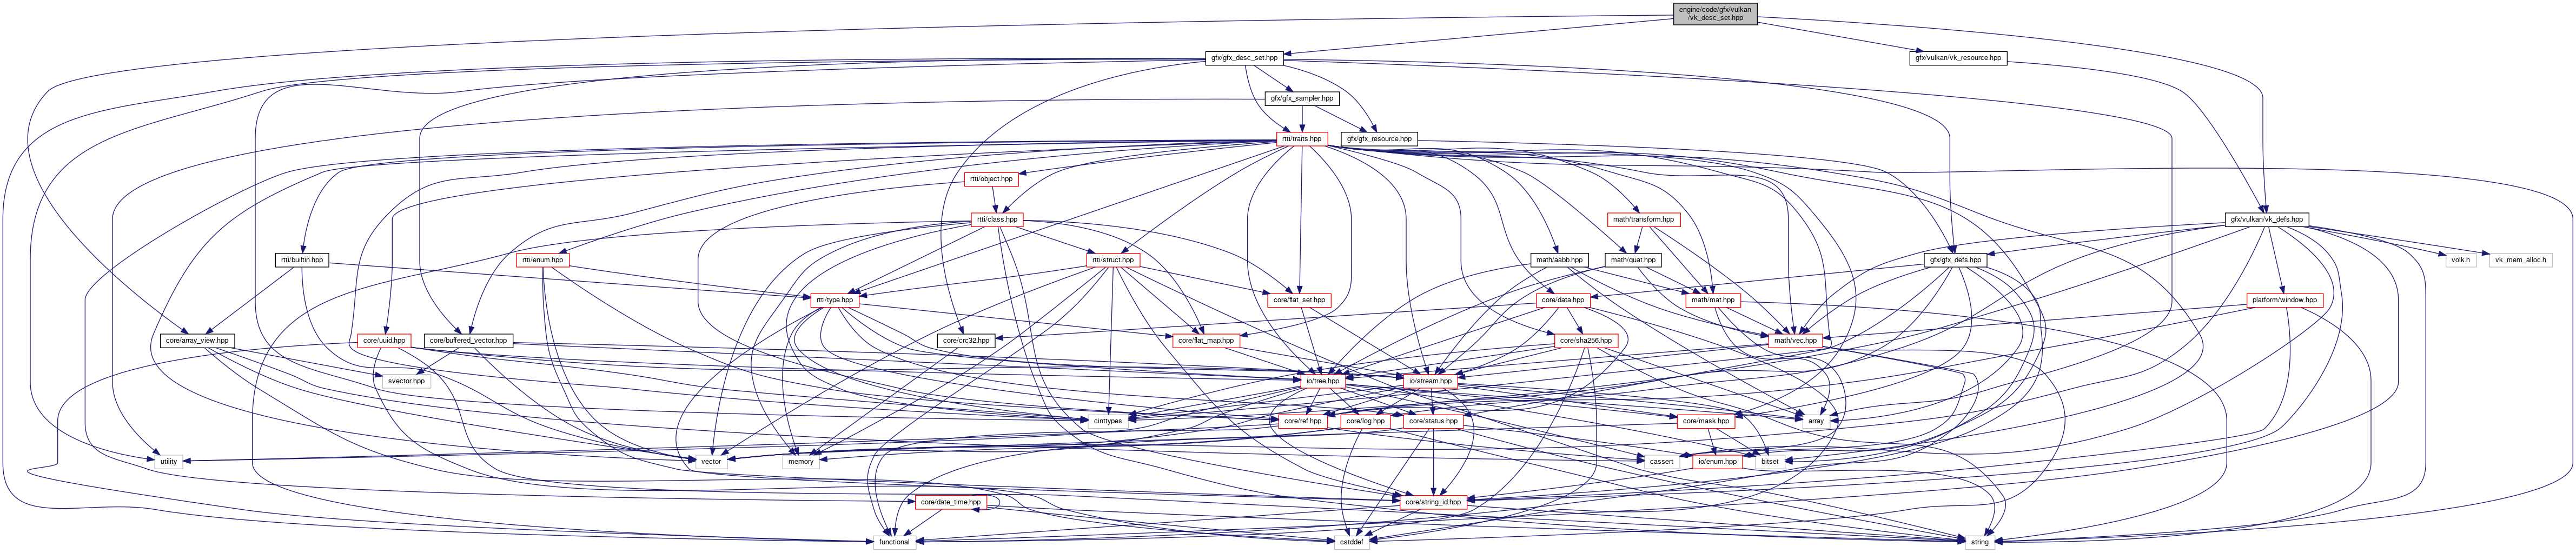 engine/code/gfx/vulkan
/vk_desc_set.hpp
gfx/gfx_desc_set.hpp
gfx/vulkan/vk_resource.hpp
gfx/gfx_sampler.hpp
rtti/traits.hpp
gfx/gfx_resource.hpp
rtti/object.hpp
rtti/class.hpp
math/transform.hpp
gfx/vulkan/vk_defs.hpp
rtti/builtin.hpp
rtti/enum.hpp
rtti/struct.hpp
math/aabb.hpp
math/quat.hpp
gfx/gfx_defs.hpp
volk.h
vk_mem_alloc.h
rtti/type.hpp
core/flat_set.hpp
core/data.hpp
math/mat.hpp
platform/window.hpp
core/array_view.hpp
core/uuid.hpp
core/buffered_vector.hpp
core/crc32.hpp
core/flat_map.hpp
core/sha256.hpp
math/vec.hpp
svector.hpp
io/tree.hpp
io/stream.hpp
cinttypes
core/ref.hpp
core/log.hpp
core/status.hpp
core/mask.hpp
array
utility
vector
memory
cassert
io/enum.hpp
bitset
core/date_time.hpp
core/string_id.hpp
functional
cstddef
string